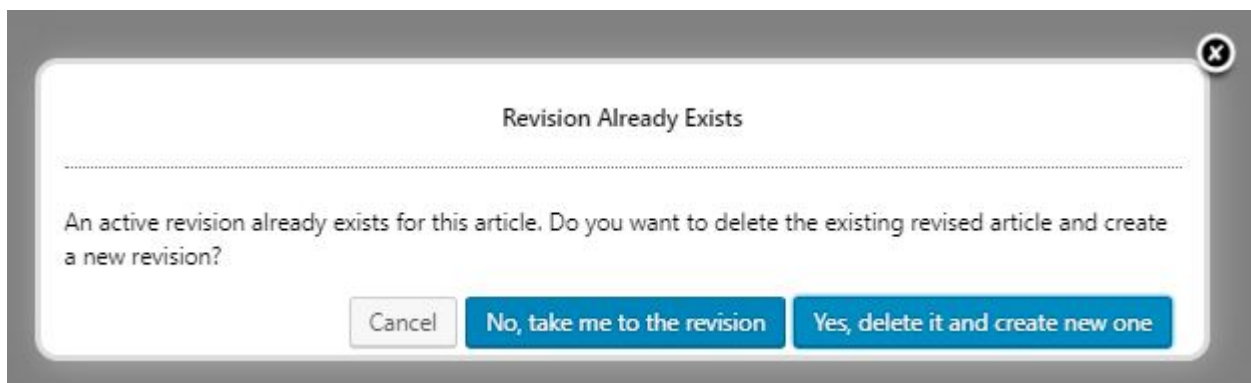 Revision Already Exists
An active revision already exists for this article. Do you want to delete the existing revised article and create
a new revision?
Cancel No, take me to the revision Yes, delete it and create new one